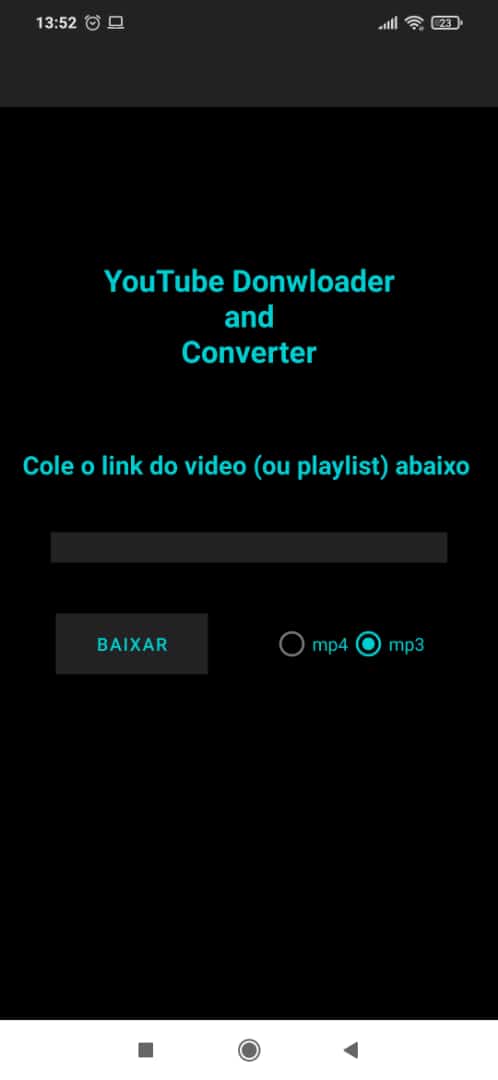 13:52
23
YouTube Donwloader
and
Converter
Cole o link do video (ou playlist) abaixo
BAIXAR
mp4 mp3